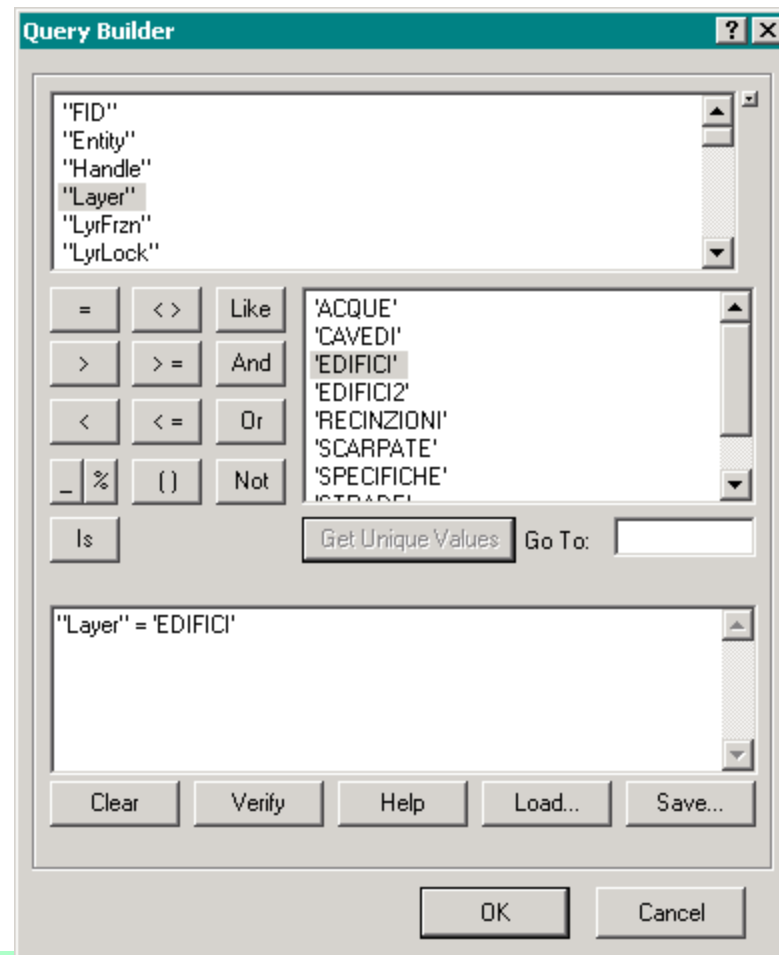 Query Builder
"FID"
"Entity"
"Handle"
"Layer"
"LyrFrzn"
"LyrLock"
= < > Like
> > = And
< < = Or
_ % ( ) Not
Is
'ACQUE'
'CAVEDI'
'EDIFICI'
'EDIFICI2'
'RECINZIONI'
'SCARPATE'
'SPECIFICHE'
Get Unique Values Go To:
"Layer" = 'EDIFICI'
Clear Verify Help Load... Save...
OK Cancel